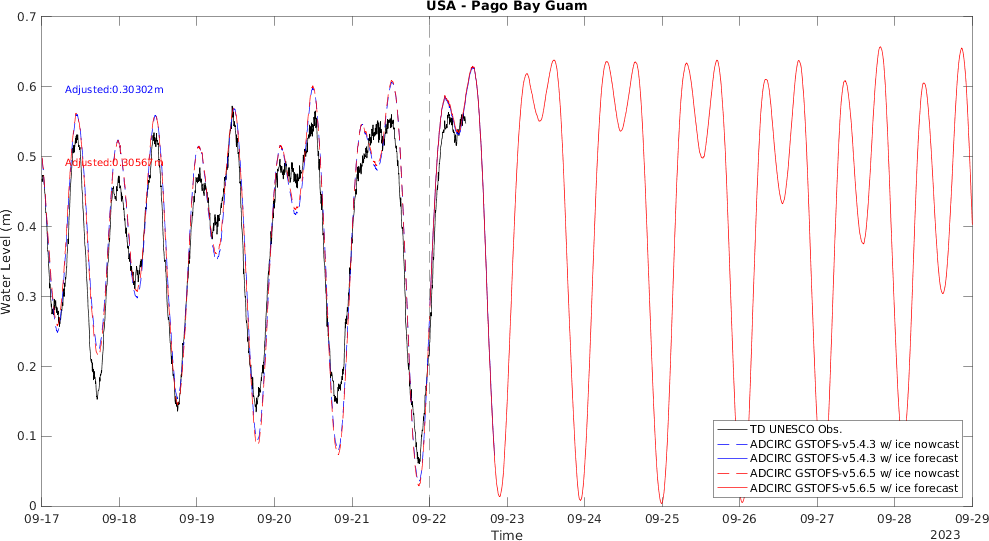 USA - Pago Bay Guam
0.7
0.6
0.5
0.4
0.3
0.2
0.1
0
Water Level (m)
Adjusted:0.30302m
Adjusted:0.30567m
TD UNESCO Obs.
ADCIRC GSTOFS-v5.4.3 w/ ice nowcast
ADCIRC GSTOFS-v5.4.3 w/ ice forecast
ADCIRC GSTOFS-v5.6.5 w/ ice nowcast
ADCIRC GSTOFS-v5.6.5 w/ ice forecast
09-17 09-18 09-19 09-20 09-21 09-22 09-23 09-24 09-25 09-26 09-27 09-28 09-29
Time
2023